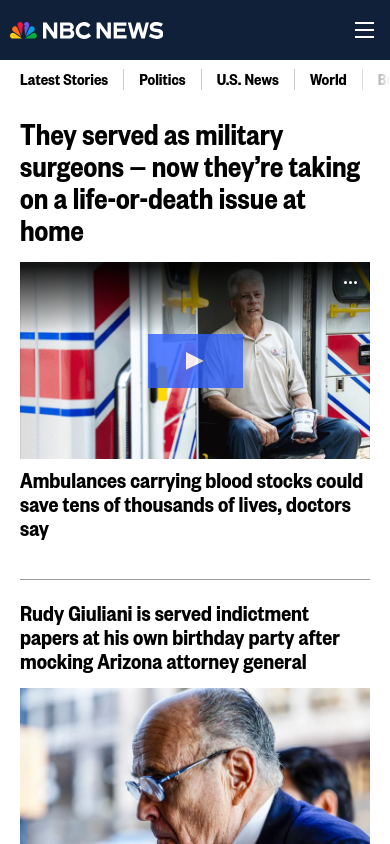 NBC NEWS
Latest Stories
Politics
U.S. News
World
They served as military
surgeons — now they’re taking
on a life-or-death issue at
home
Ambulances carrying blood stocks could
save tens of thousands of lives, doctors
say
Rudy Giuliani is served indictment
papers at his own birthday party after
mocking Arizona attorney general